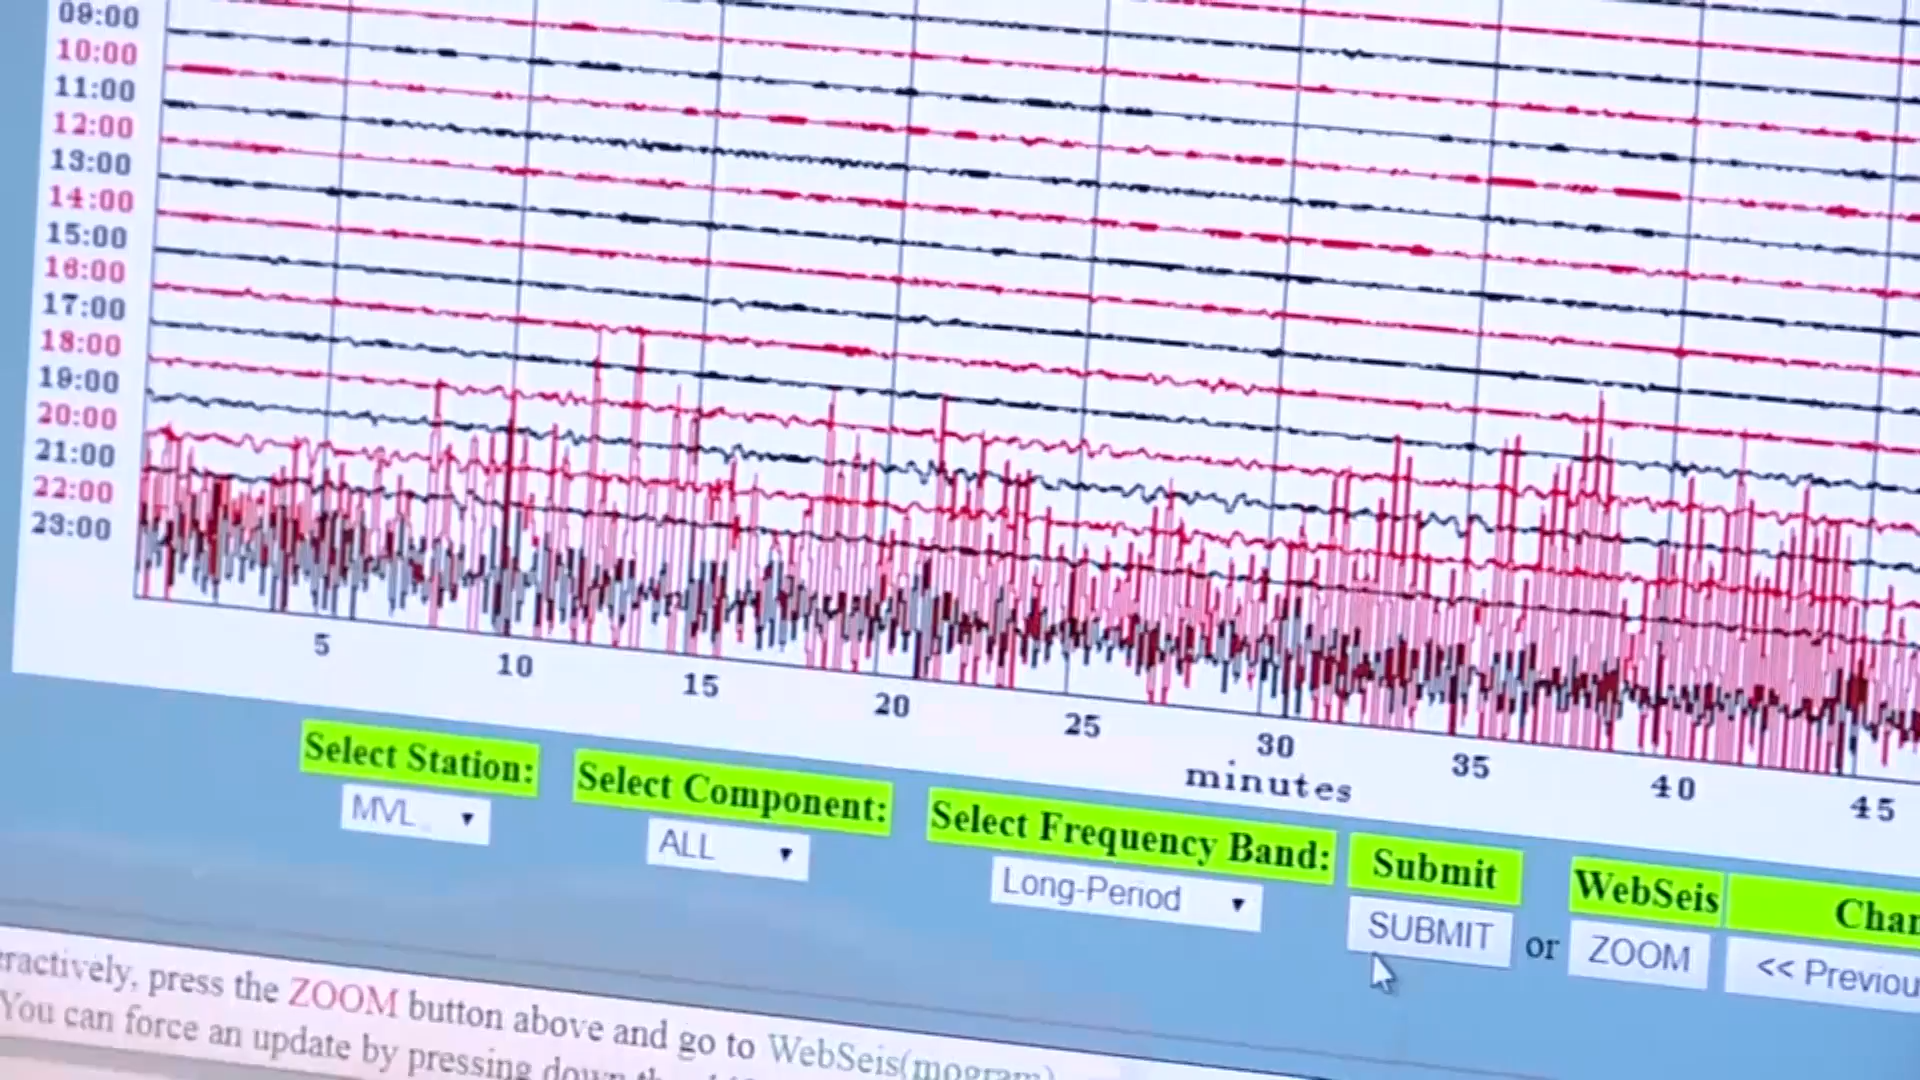 09:00
10:00
11:00
12:00
13:00
14:00
15:00
16:00
17:00
18:00
19:00
20:00
21:00
22:00
23:00
5 10 15 20 25 30 35 40 45
minutes
Select Station: Select Component: Select Frequency Band: Submit WebSeis
MVL ALL Long-Period SUBMIT or ZOOM << Previou
eractively, press the ZOOM button above and go to WebSeis(mogram)
You can force an update by pressing down